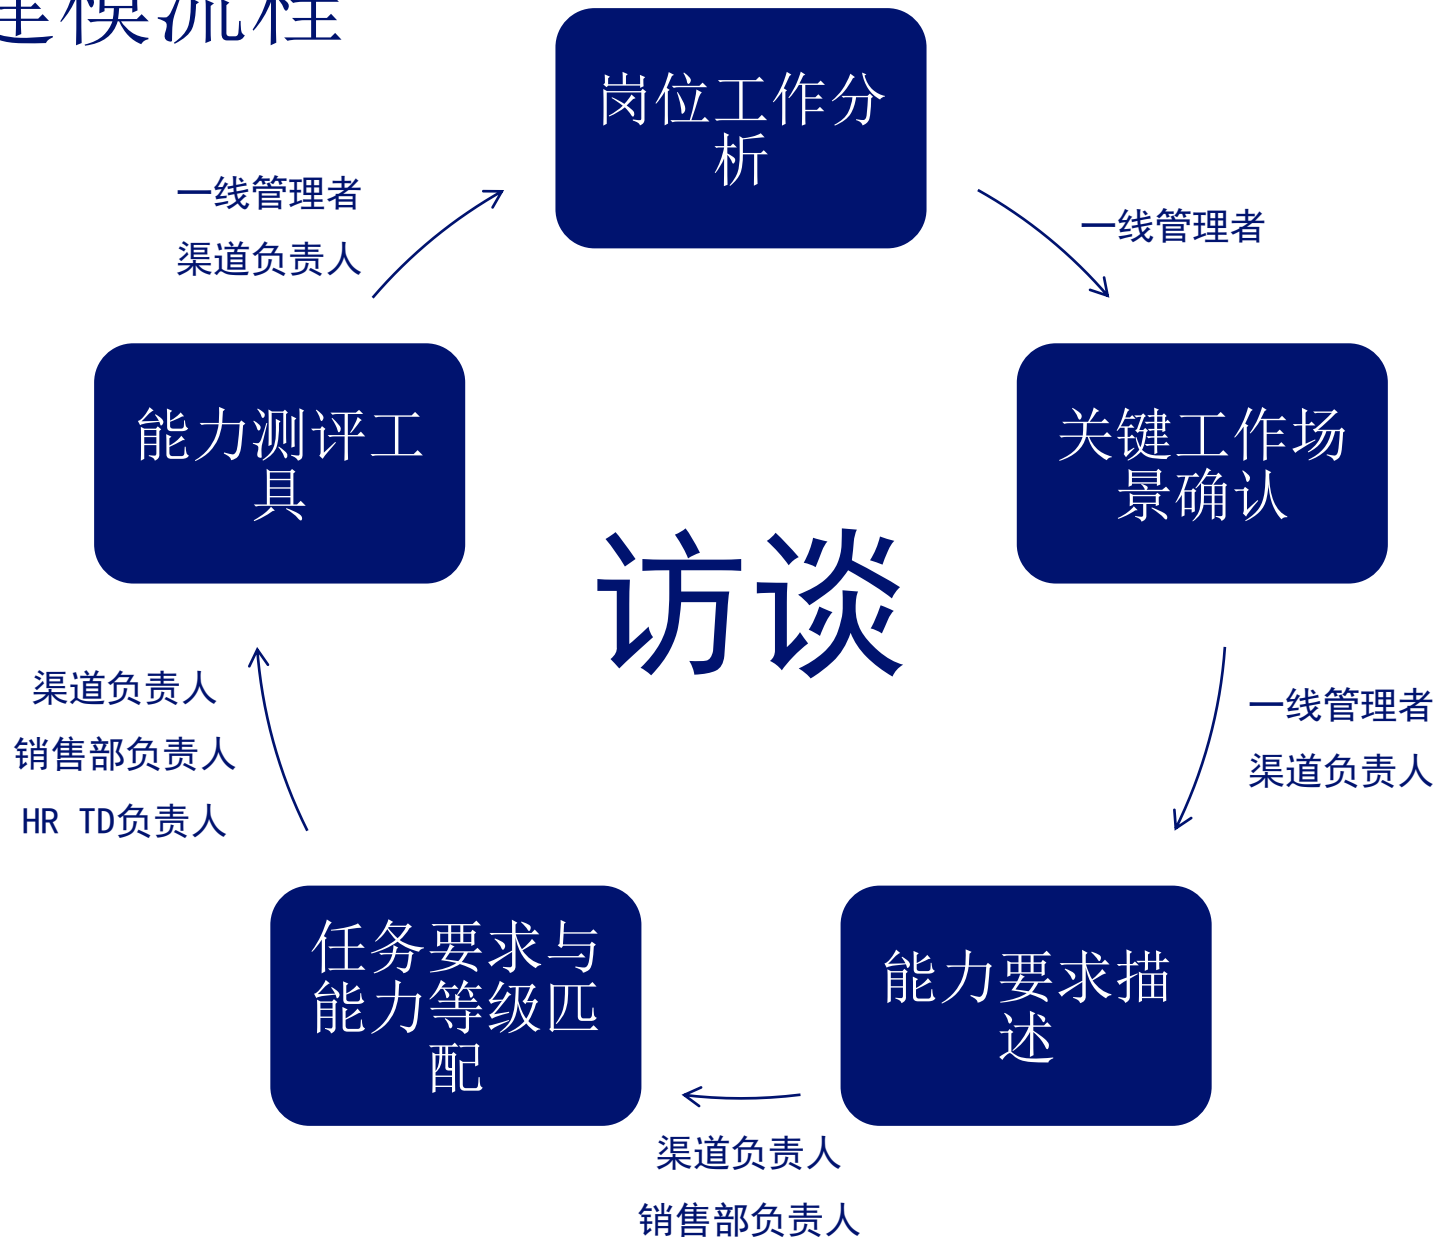 建模流程
岗位工作分
析
一线管理者
渠道负责人
一线管理者
能力测评工
具
关键工作场
景确认
访谈
渠道负责人
销售部负责人
HR TD负责人
一线管理者
渠道负责人
任务要求与
能力等级匹
配
能力要求描
述
渠道负责人
销售部负责人